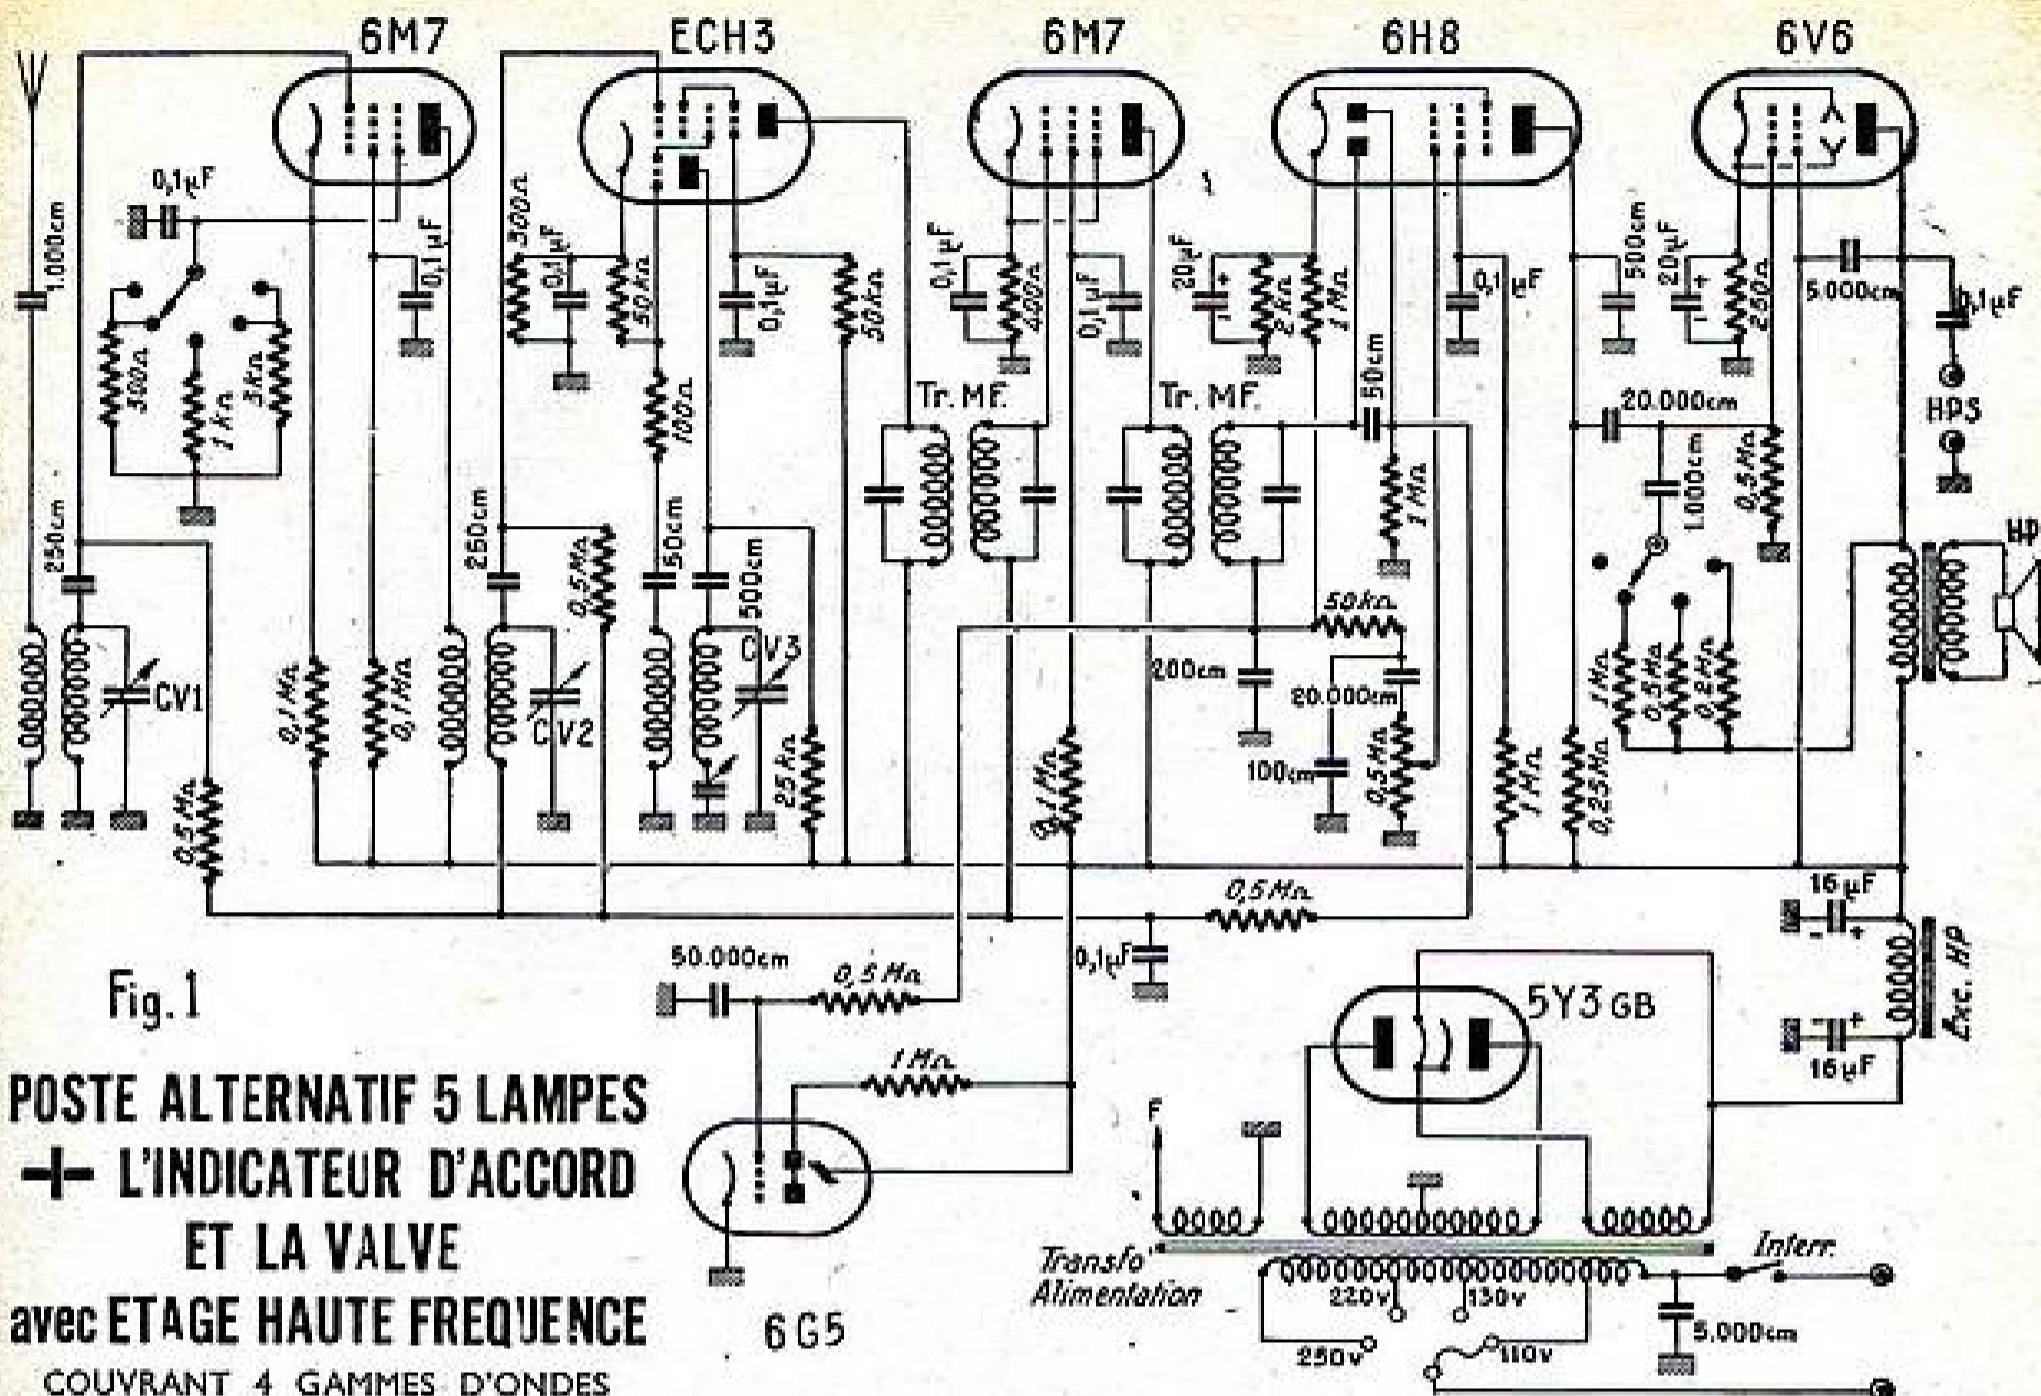 6M7
ECH3
6M7
6H8
6V6
1.000cm
0,1µF
300Ω
1kΩ
3kΩ
0,1µF
300Ω
0,1µF
50kΩ
0,1µF
50kΩ
100Ω
0,1µF
400Ω
0,1µF
20µF
2kΩ
1MΩ
0,1µF
500cm
20µF
250Ω
5.000cm
0,1µF
HPS
Tr. MF.
Tr. MF.
50cm
20.000cm
1.000cm
0,5MΩ
1MΩ
250cm
250cm
0,5MΩ
50cm
500cm
HP
CV1
0,1MΩ
0,1MΩ
CV2
CV3
25kΩ
50kΩ
200cm
20.000cm
100cm
0,5MΩ
1MΩ
0,5MΩ
0,2MΩ
0,5MΩ
0,1MΩ
1MΩ
0,25MΩ
0,5MΩ
16µF
Exc. HP
16µF
50.000cm
0,5MΩ
0,1µF
Fig. 1
5Y3GB
1MΩ
F
POSTE ALTERNATIF 5 LAMPES
+ L'INDICATEUR D'ACCORD
ET LA VALVE
avec ETAGE HAUTE FREQUENCE
COUVRANT 4 GAMMES D'ONDES
6G5
Transfo
Alimentation
Interr.
220v
130v
250v
110v
5.000cm